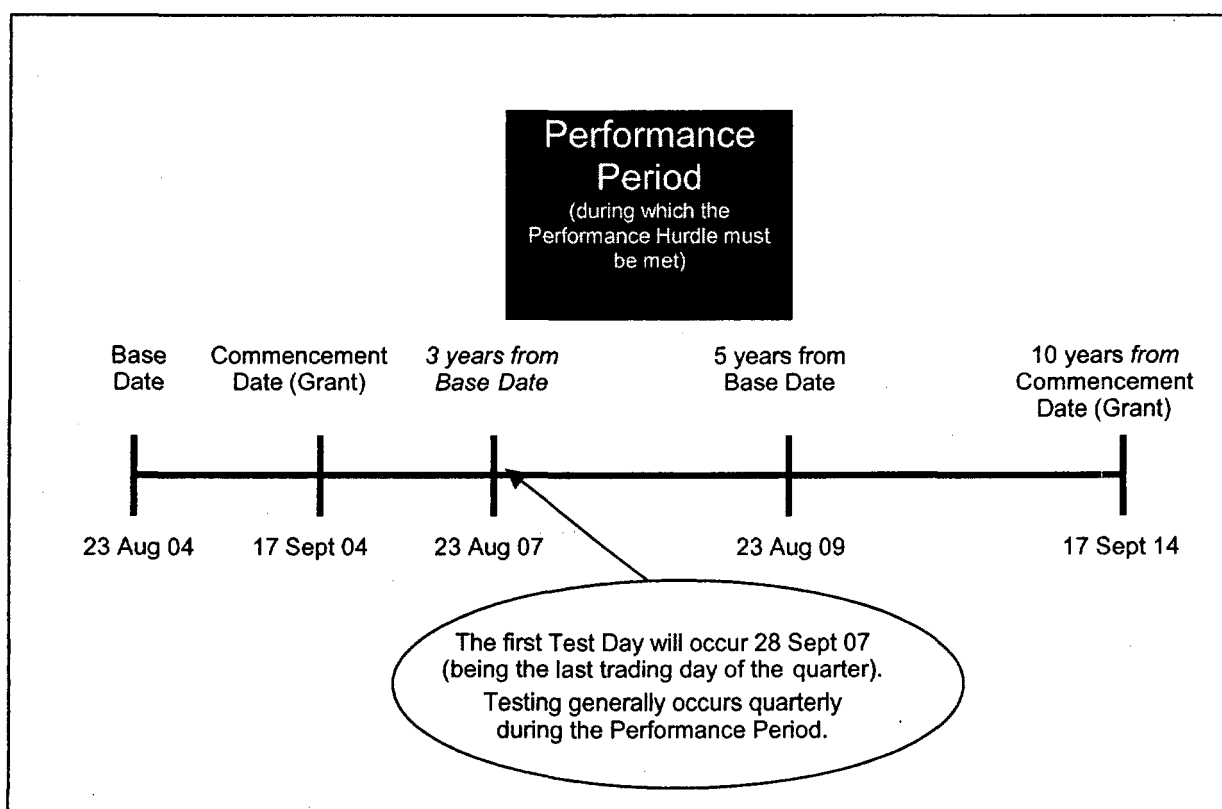 Performance
Period
(during which the
Performance Hurdle must
be met)
Base
Date
Commencement
Date (Grant)
3 years from
Base Date
5 years from
Base Date
10 years from
Commencement
Date (Grant)
23 Aug 04
17 Sept 04
23 Aug 07
23 Aug 09
17 Sept 14
The first Test Day will occur 28 Sept 07
(being the last trading day of the quarter).
Testing generally occurs quarterly
during the Performance Period.